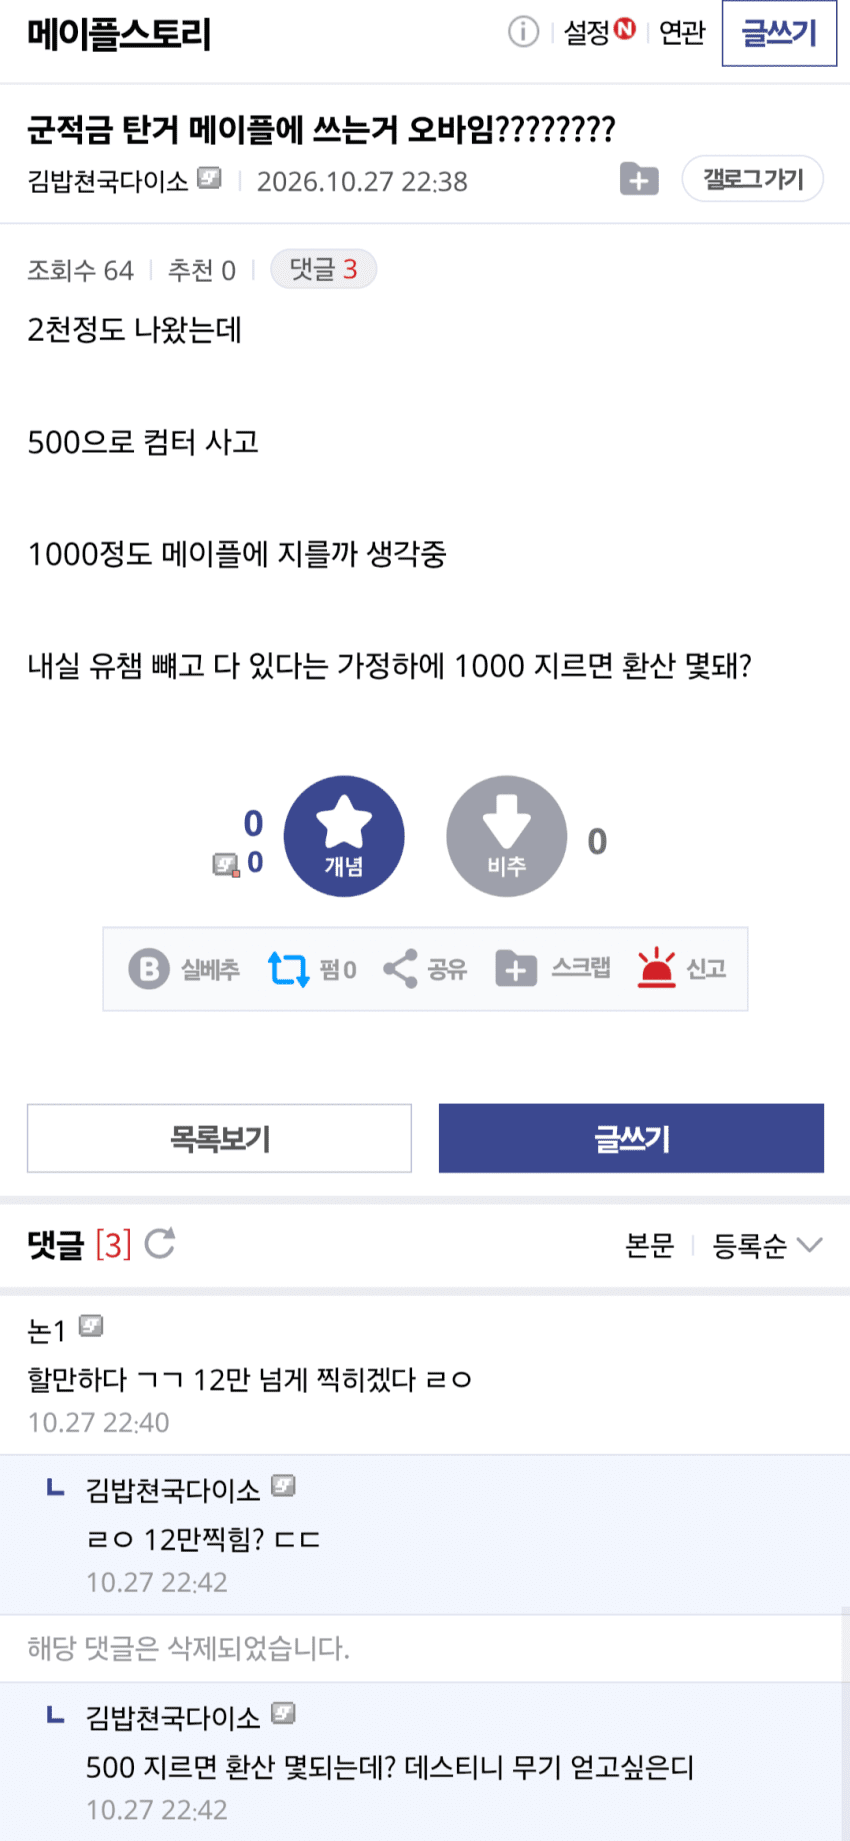 메이플스토리
설정 N 연관 글쓰기
군적금 탄거 메이플에 쓰는거 오바임????????
김밥쳔국다이소 2026.10.27 22:38 갤로그 가기
조회수 64 추천 0 댓글 3
2천정도 나왔는데
500으로 컴터 사고
1000정도 메이플에 지를까 생각중
내실 유챔 뺴고 다 있다는 가정하에 1000 지르면 환산 몇돼?
0
0
개념
비추
0
B 실베추 펌 0 공유 스크랩 신고
목록보기 글쓰기
댓글 [3] 본문 등록순
논1
할만하다 ㄱㄱ 12만 넘게 찍히겠다 ㄹㅇ
10.27 22:40
김밥쳔국다이소
ㄹㅇ 12만찍힘? ㄷㄷ
10.27 22:42
해당 댓글은 삭제되었습니다.
김밥쳔국다이소
500 지르면 환산 몇되는데? 데스티니 무기 얻고싶은디
10.27 22:42